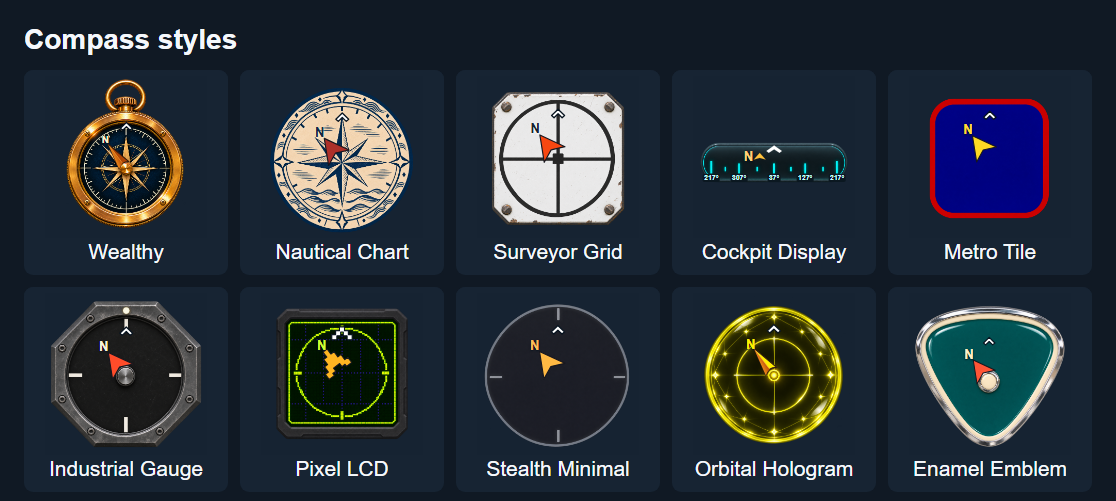 Compass styles
N
Wealthy
N
Nautical Chart
N
Surveyor Grid
N
217° 307° 37° 127° 217°
Cockpit Display
N
Metro Tile
N
Industrial Gauge
N
Pixel LCD
N
Stealth Minimal
N
Orbital Hologram
N
Enamel Emblem